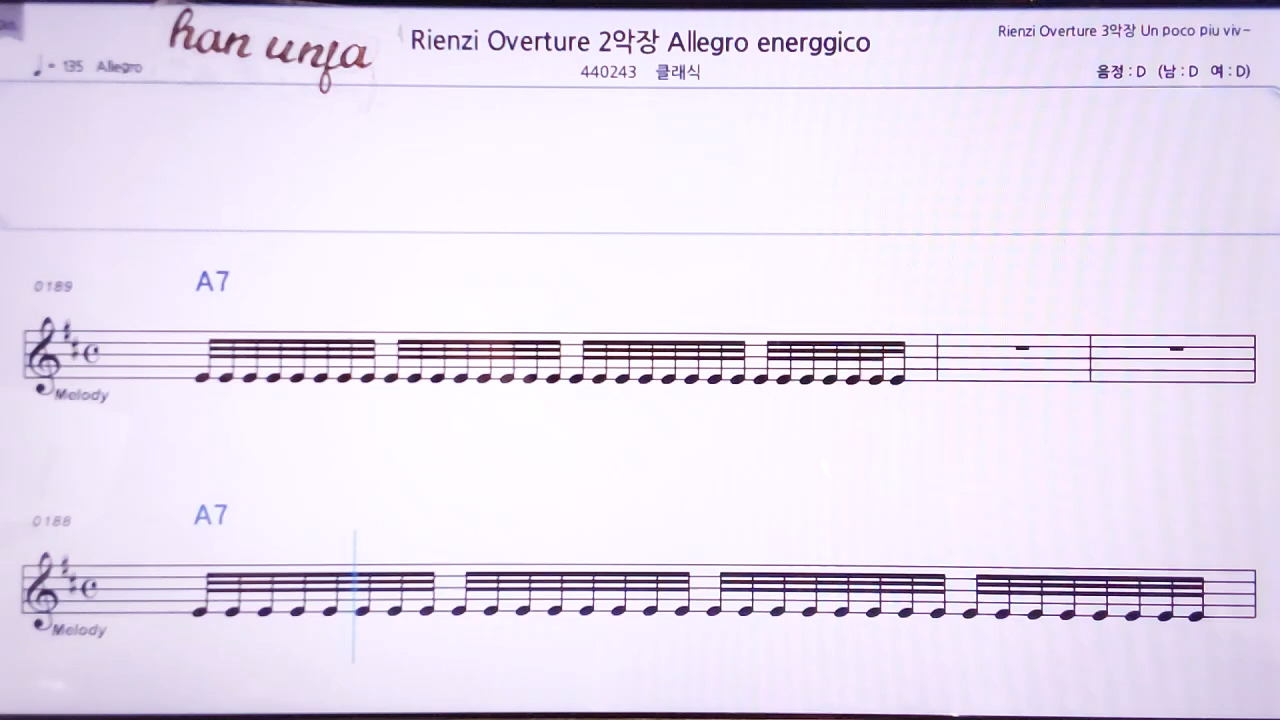 han unfa
Rienzi Overture 2악장 Allegro energgico
Rienzi Overture 3악장 Un poco piu viv~
♩ = 135 Allegro
440243 클래식
음정 : D (남 : D 여 : D)
0189
A7
Melody
0188
A7
Melody